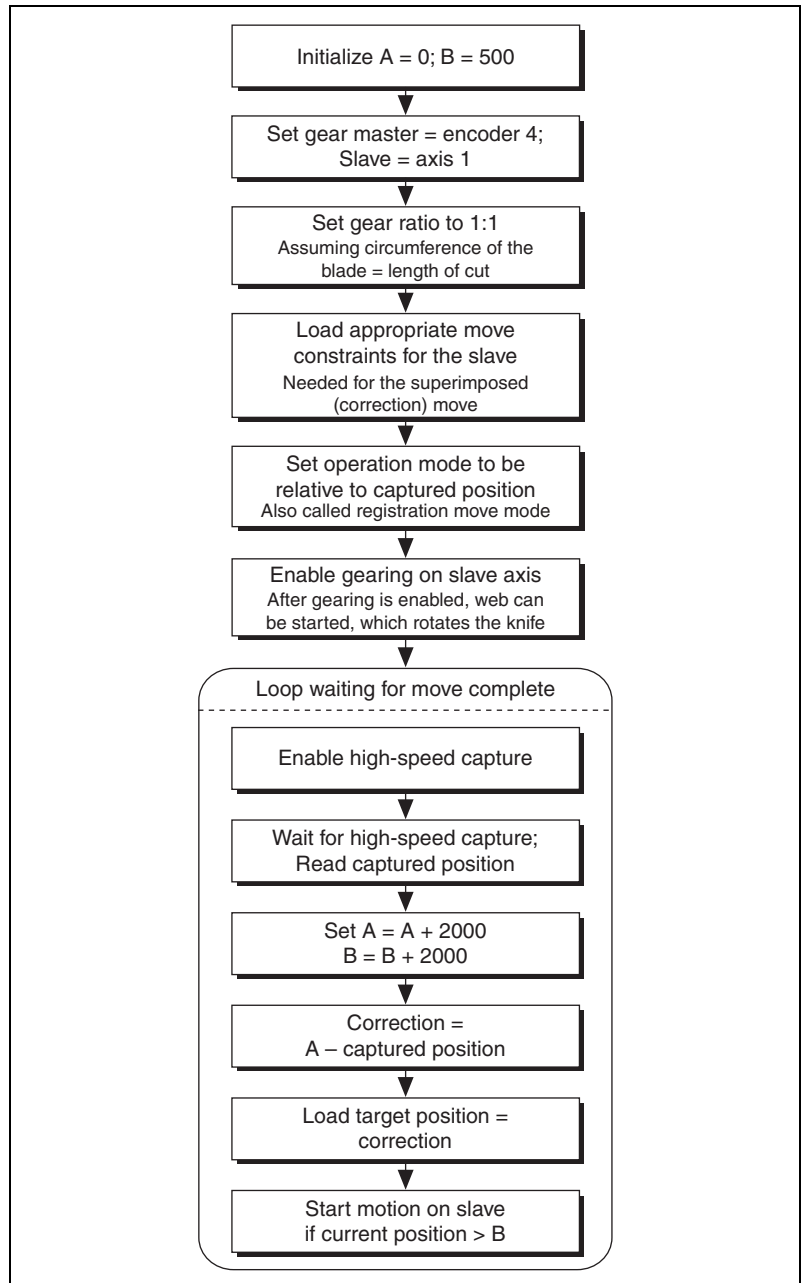 Initialize A = 0; B = 500
Set gear master = encoder 4;
Slave = axis 1
Set gear ratio to 1:1
Assuming circumference of the
blade = length of cut
Load appropriate move
constraints for the slave
Needed for the superimposed
(correction) move
Set operation mode to be
relative to captured position
Also called registration move mode
Enable gearing on slave axis
After gearing is enabled, web can
be started, which rotates the knife
Loop waiting for move complete
Enable high-speed capture
Wait for high-speed capture;
Read captured position
Set A = A + 2000
B = B + 2000
Correction =
A – captured position
Load target position =
correction
Start motion on slave
if current position > B